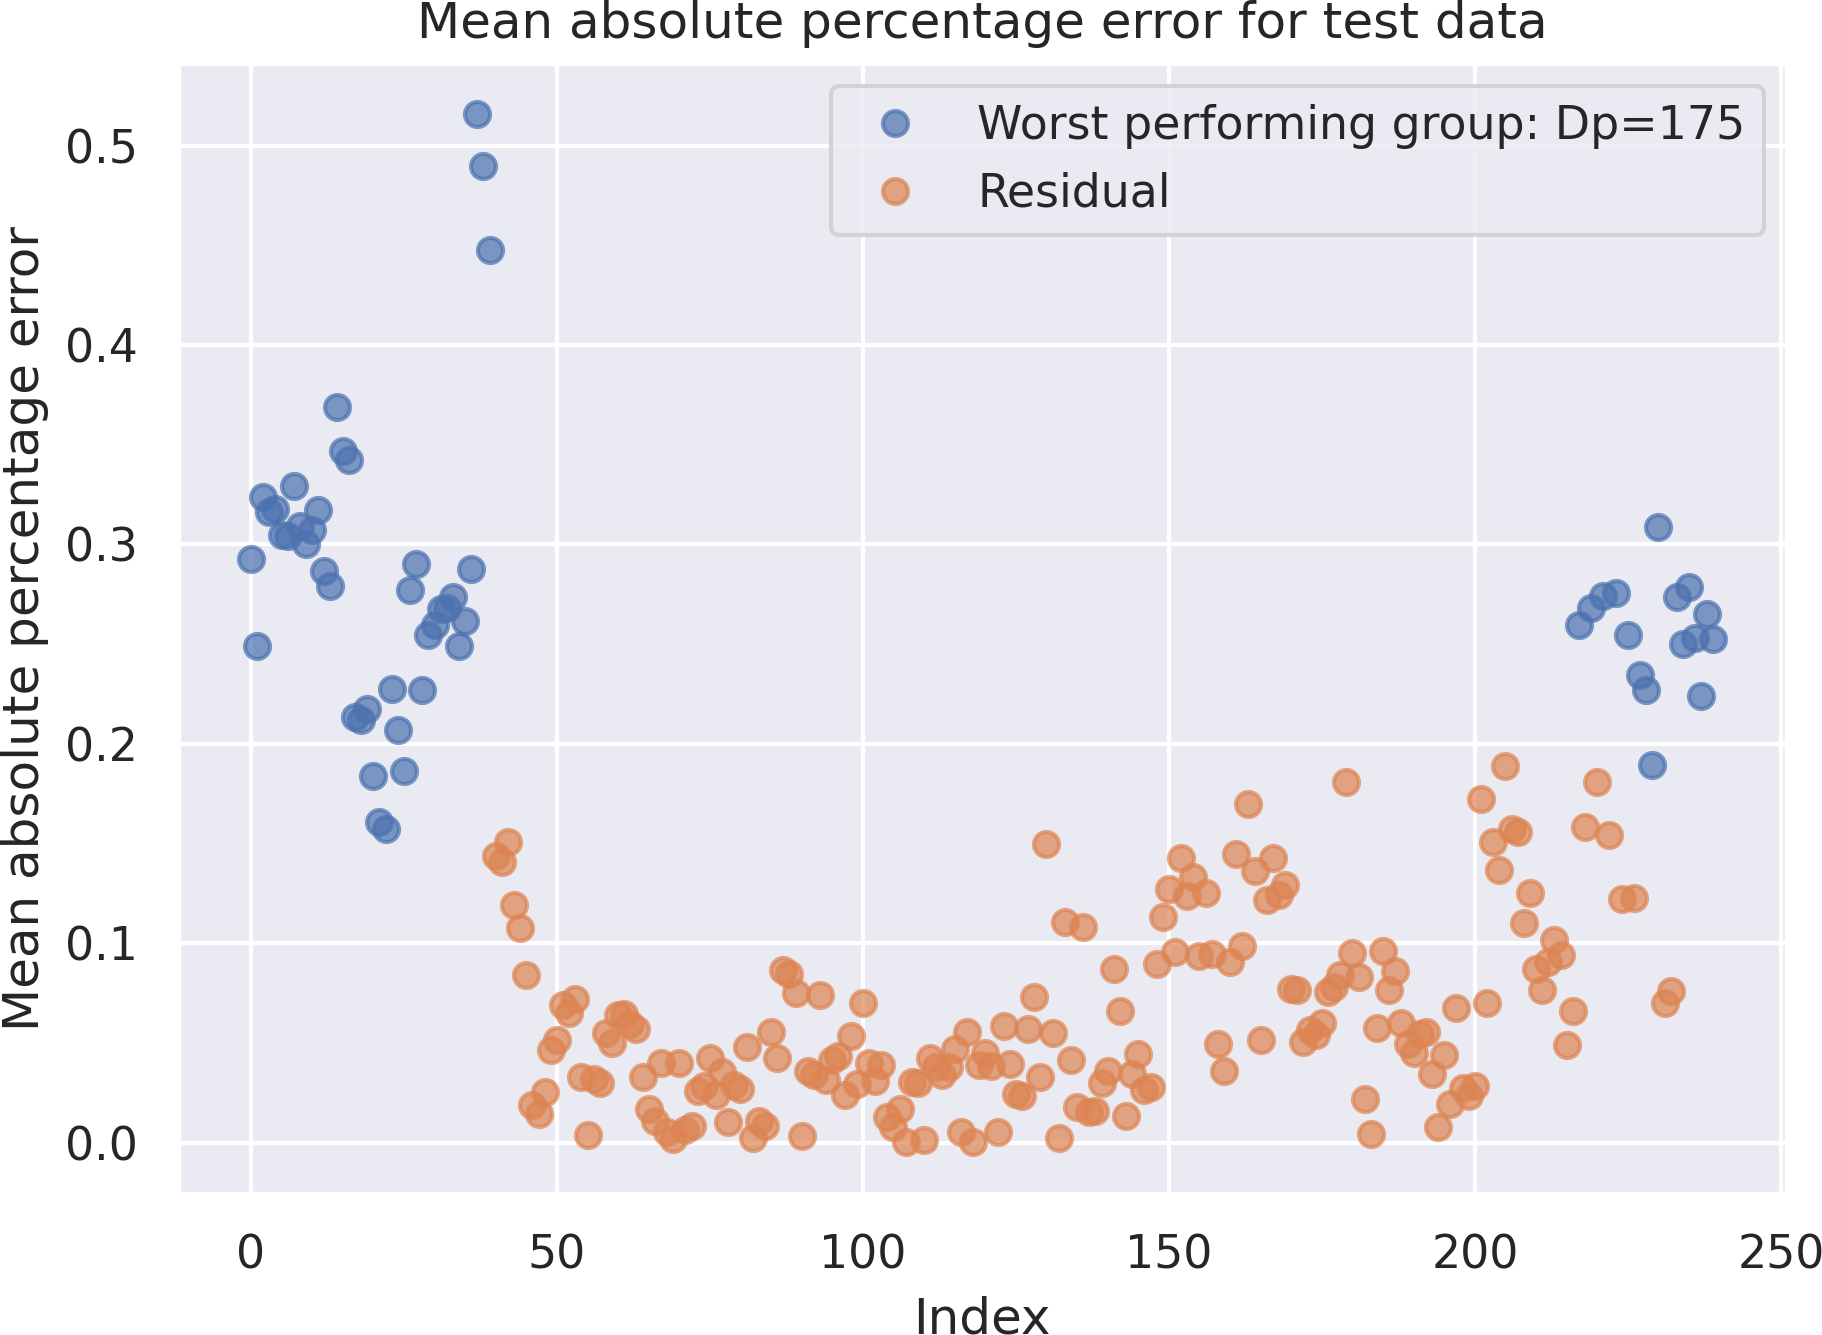 Mean absolute percentage error for test data
Worst performing group: Dp=175
Residual
Mean absolute percentage error
0.5
0.4
0.3
0.2
0.1
0.0
0 50 100 150 200 250
Index